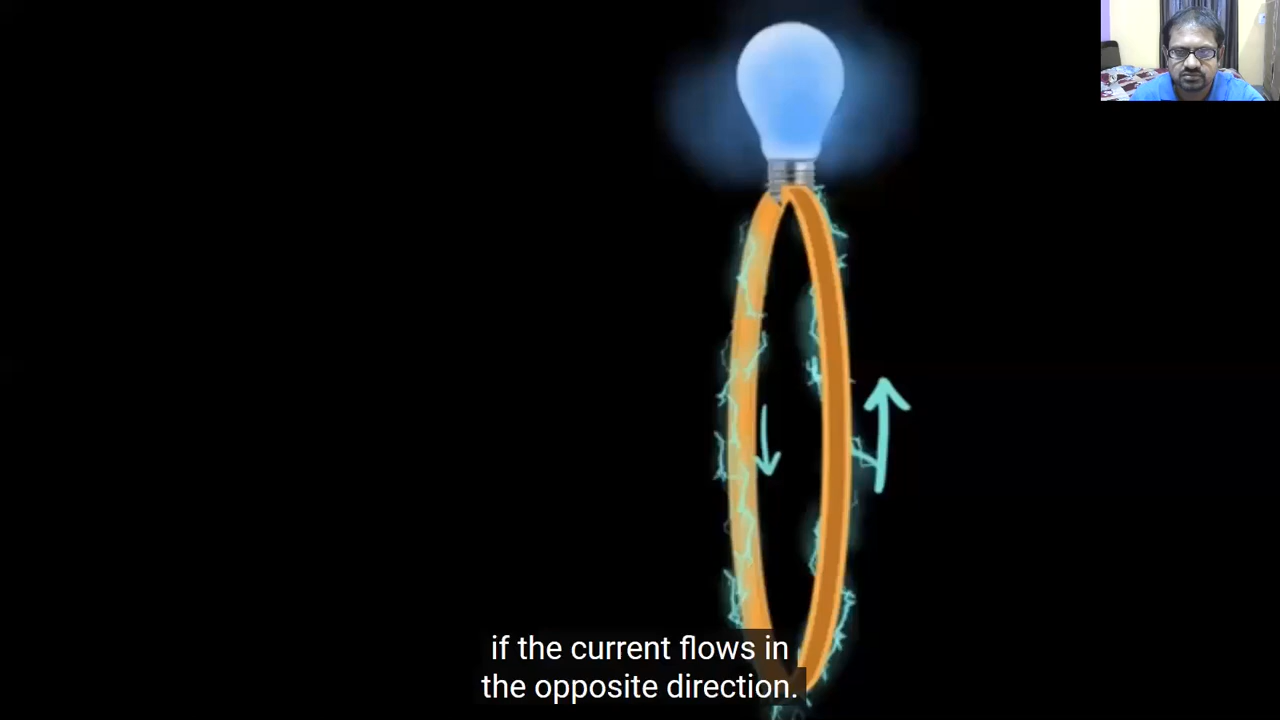 if the current flows in
the opposite direction.